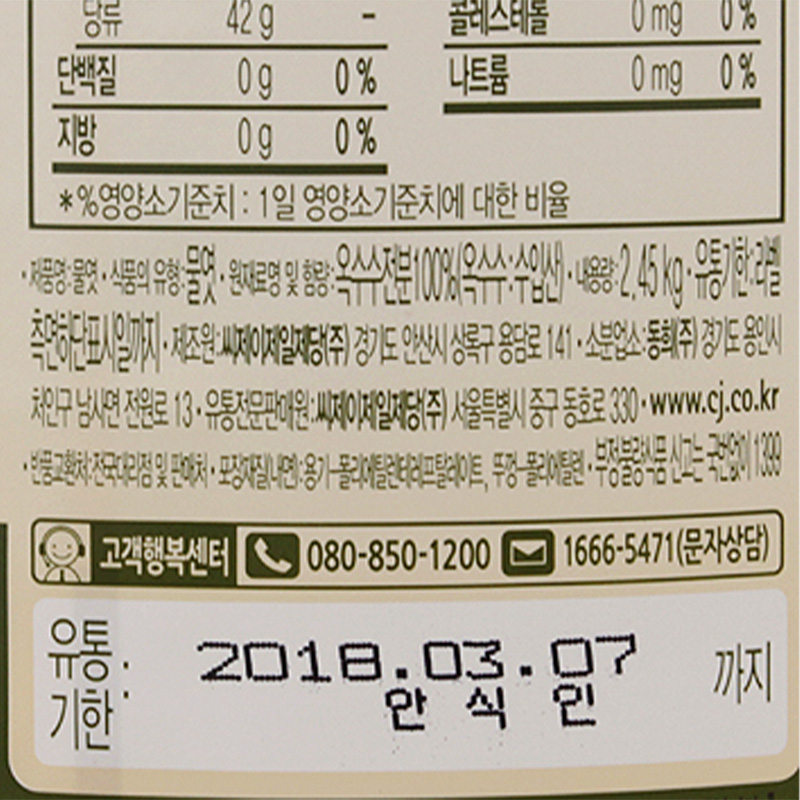 당류 42 g - 콜레스테롤 0 mg 0 %
단백질 0 g 0 % 나트륨 0 mg 0 %
지방 0 g 0 %
*%영양소기준치 : 1일 영양소기준치에 대한 비율
·제품명:물엿·식품의 유형:물엿·원재료명 및 함량:옥수수전분100%(옥수수:수입산)·내용량:2.45 kg·유통기한:라벨
측면하단표시일까지·제조원:씨제이제일제당(주) 경기도 안산시 상록구 용담로 141·소분업소:동희(주) 경기도 용인시
처인구 남사면 전원로 13·유통전문판매원:씨제이제일제당(주) 서울특별시 중구 동호로 330·www.cj.co.kr
·반품교환처:전국대리점 및 판매처·포장재질(내면):용기-폴리에틸렌테레프탈레이트, 뚜껑-폴리에틸렌·부정불량식품 신고는 국번없이 1399
고객행복센터 080-850-1200 1666-5471(문자상담)
유통기한: 2018.03.07 까지
안 식 인